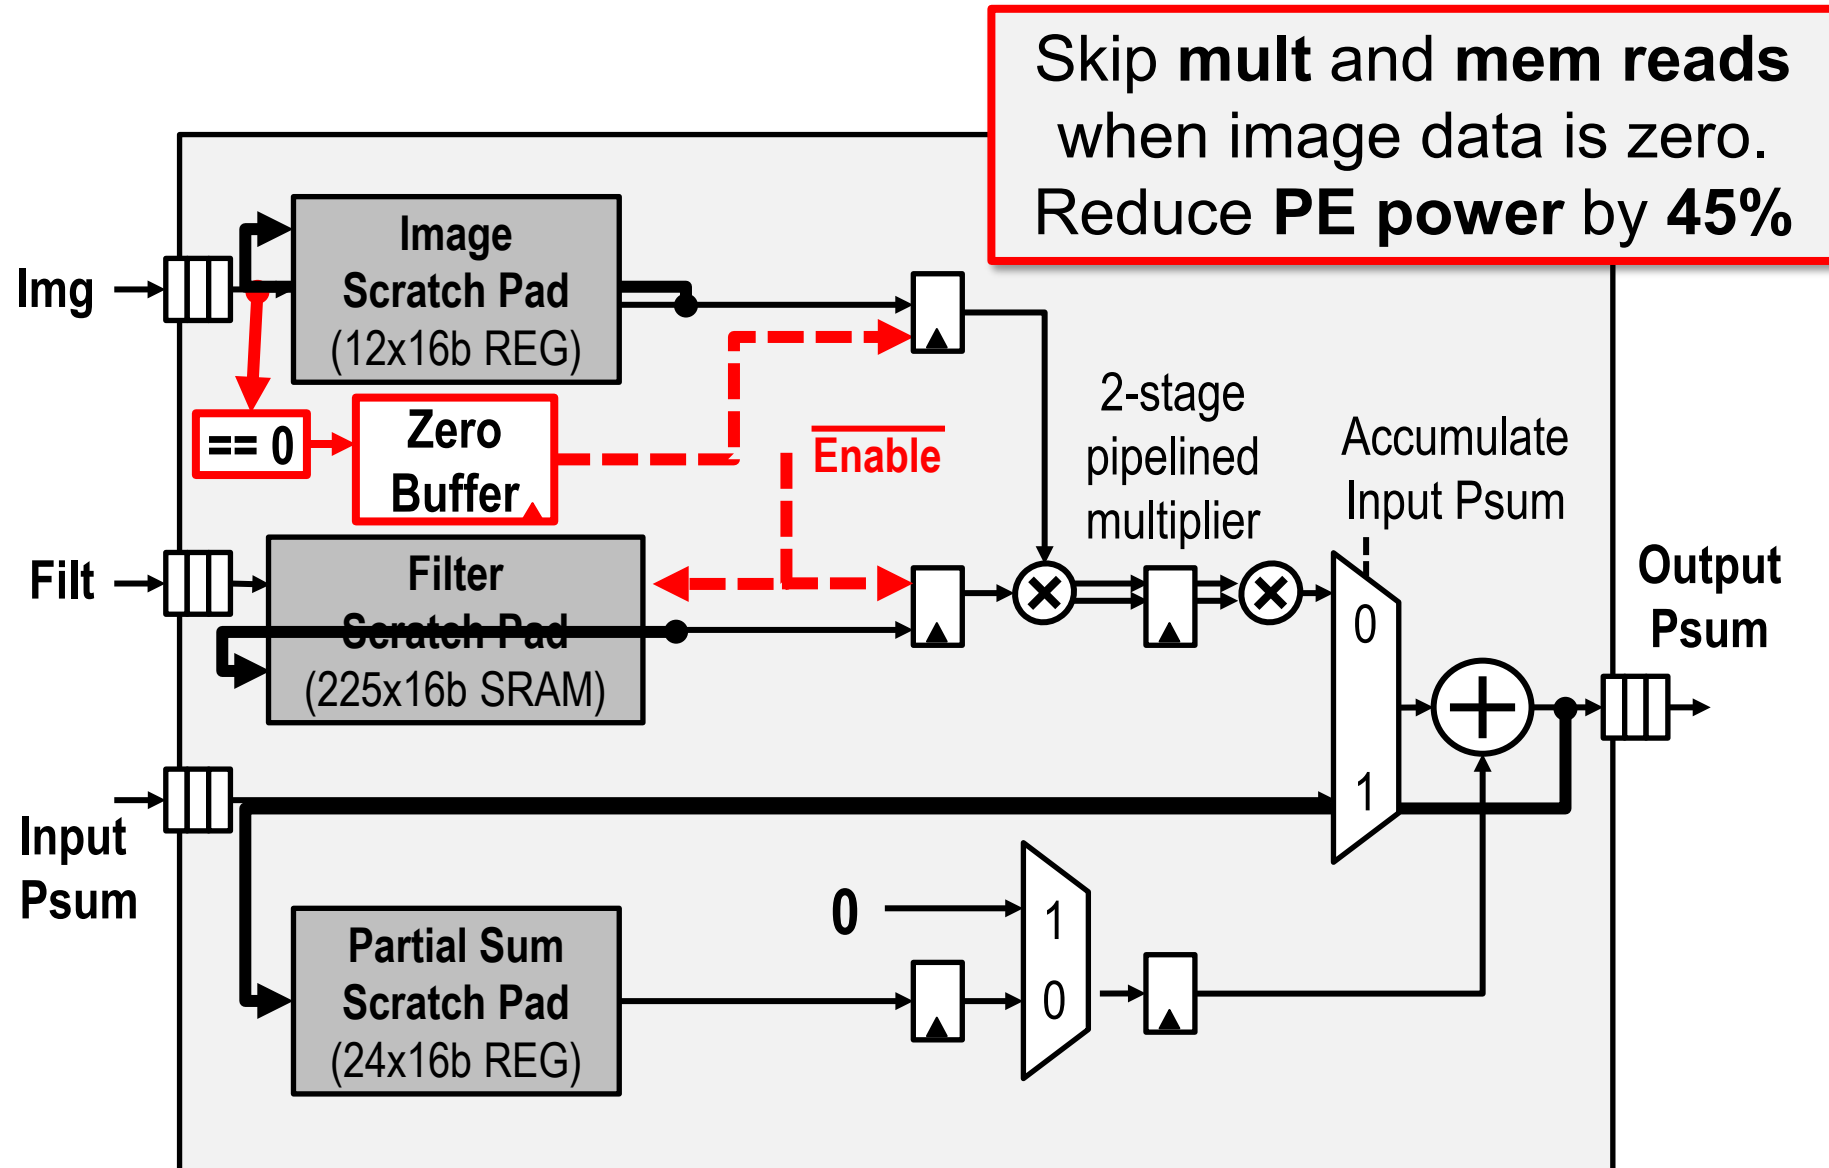 Skip mult and mem reads
when image data is zero.
Reduce PE power by 45%
Img
Image
Scratch Pad
(12x16b REG)
== 0
Zero
Buffer
Enable
2-stage
pipelined
multiplier
Accumulate
Input Psum
Filt
Filter
Scratch Pad
(225x16b SRAM)
0
1
Output
Psum
Input
Psum
Partial Sum
Scratch Pad
(24x16b REG)
0
1
0